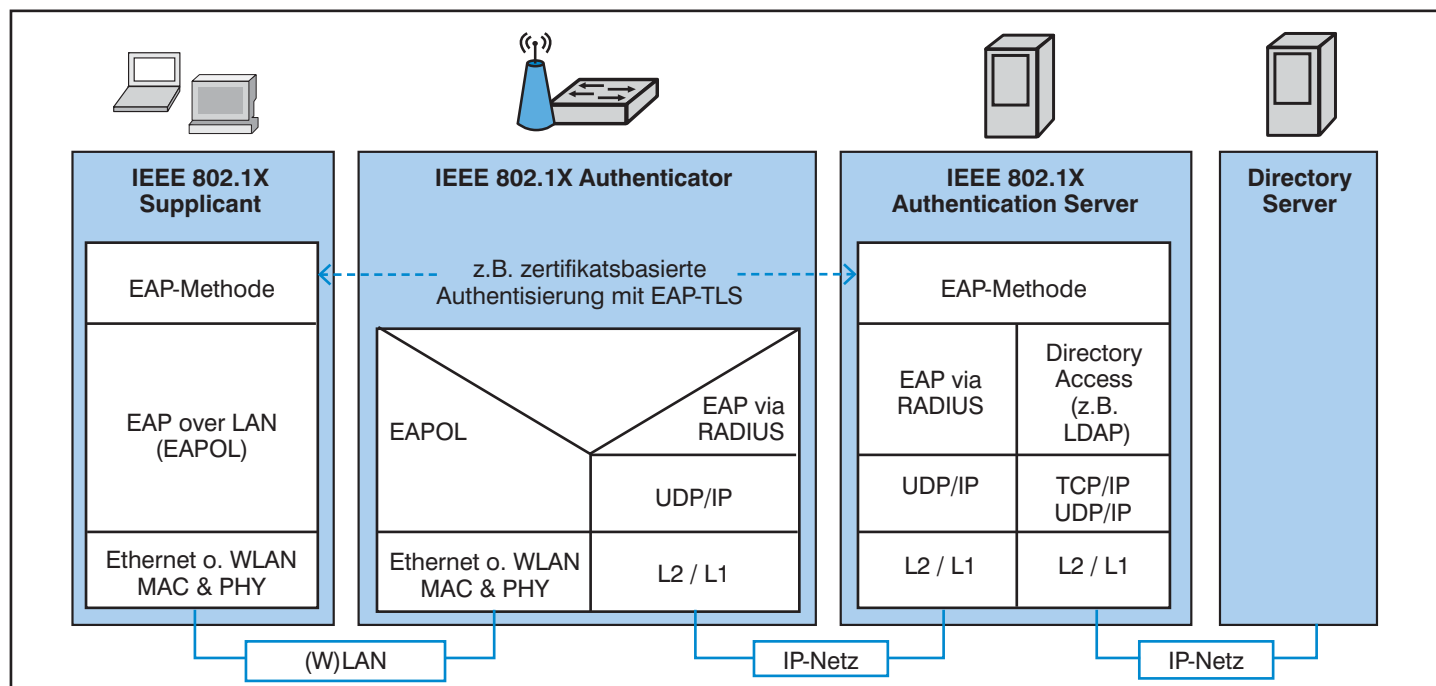 IEEE 802.1X
Supplicant
IEEE 802.1X Authenticator
IEEE 802.1X
Authentication Server
Directory
Server
EAP-Methode
z.B. zertifikatsbasierte
Authentisierung mit EAP-TLS
EAP-Methode
EAP over LAN
(EAPOL)
EAPOL
EAP via
RADIUS
EAP via
RADIUS
Directory
Access
(z.B.
LDAP)
UDP/IP
UDP/IP
TCP/IP
UDP/IP
Ethernet o. WLAN
MAC & PHY
Ethernet o. WLAN
MAC & PHY
L2 / L1
L2 / L1
L2 / L1
(W)LAN
IP-Netz
IP-Netz